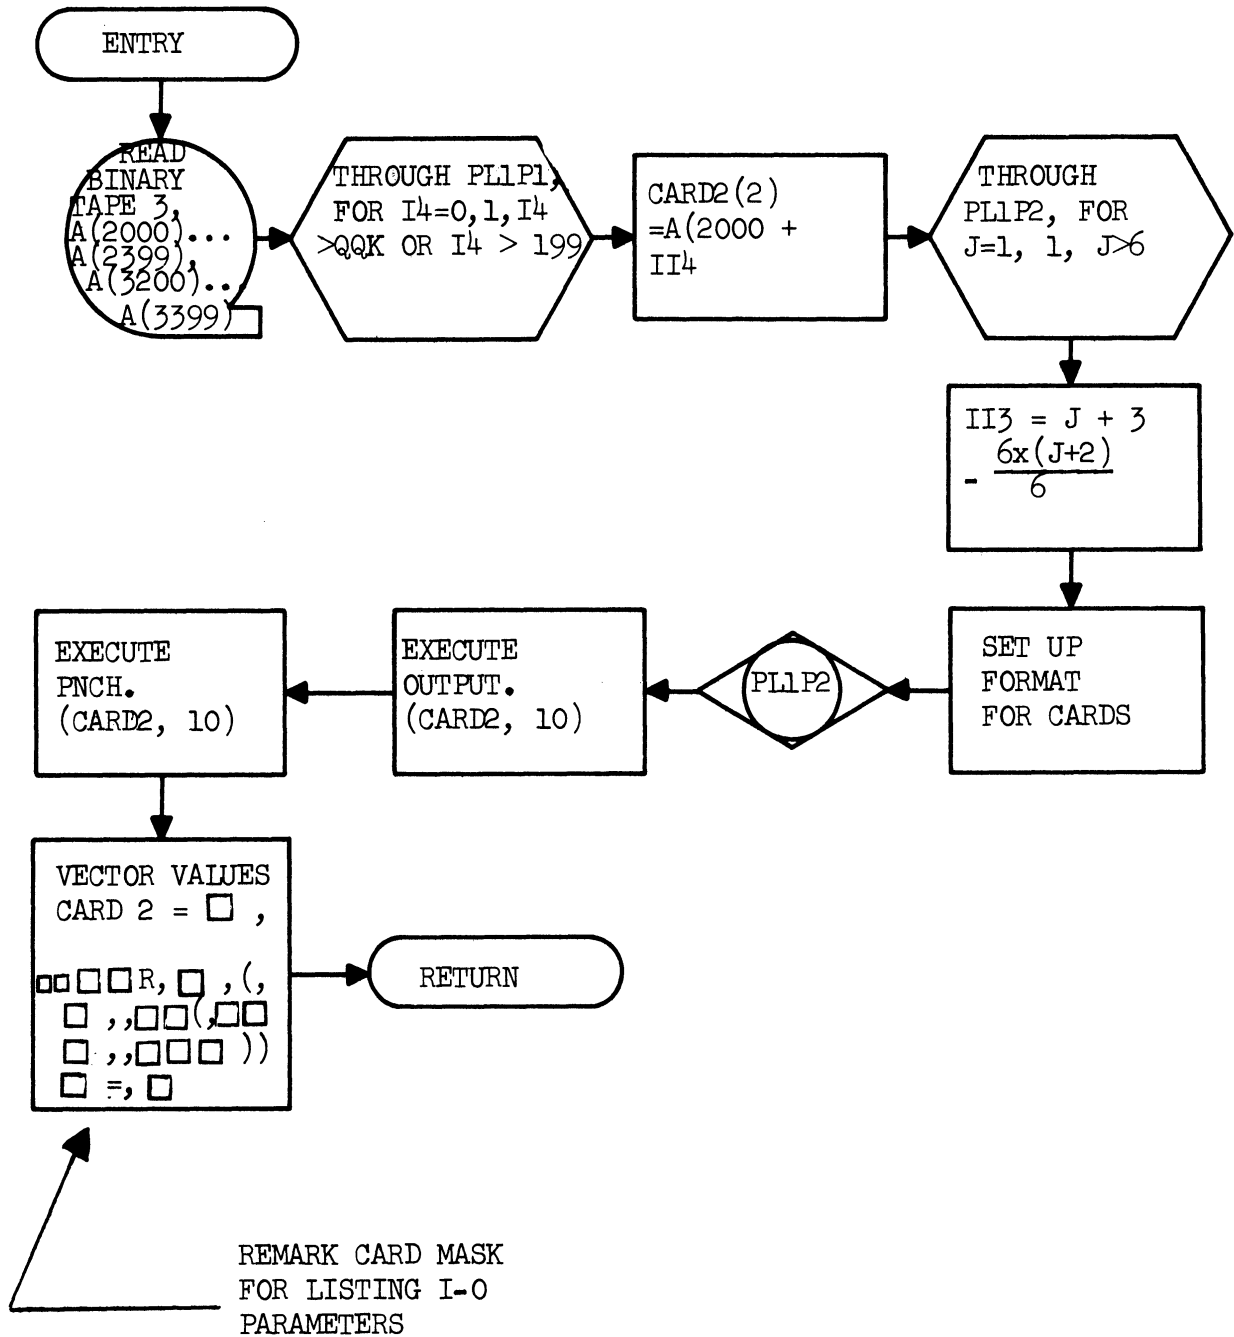 ENTRY
READ
BINARY
TAPE 3,
A(2000)...
A(2399),
A(3200)...
A(3399)
THROUGH PL1P1,
FOR I4=0,1,I4
>QQK OR I4 > 199
CARD2(2)
=A(2000 +
II4
THROUGH
PL1P2, FOR
J=1, 1, J>6
II3 = J + 3
- 6x(J+2)
6
SET UP
FORMAT
FOR CARDS
PL1P2
EXECUTE
OUTPUT.
(CARD2, 10)
EXECUTE
PNCH.
(CARD2, 10)
VECTOR VALUES
CARD 2 = □ ,
□□□□R,□ ,(,
□ ,,□□(,□□
□ ,,□□□ ))
□ =,□
RETURN
REMARK CARD MASK
FOR LISTING I-O
PARAMETERS